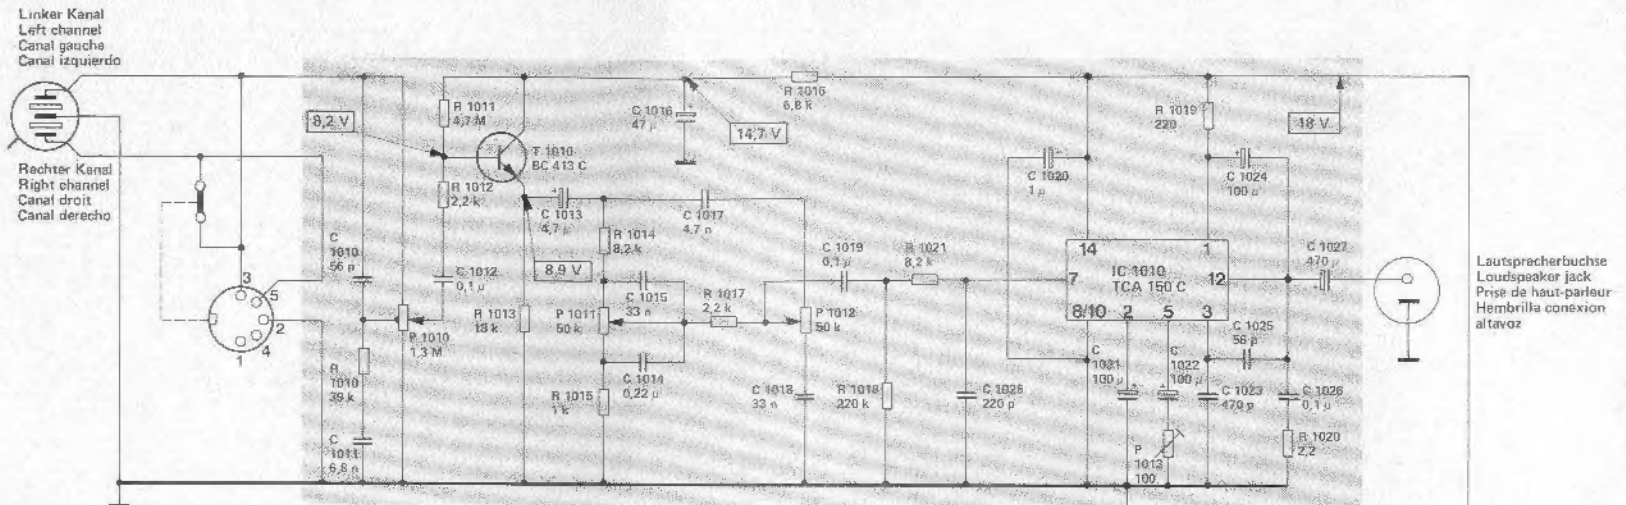 Linker Kanal
Left channel
Canal gauche
Canal izquierdo
Rechter Kanal
Right channel
Canal droit
Canal derecho
3
5
2
4
1
C
1010
56 p
R
1010
39 k
C
1011
6,8 n
P 1010
1,3 M
8,2 V
R 1011
4,7 M
T 1010
BC 413 C
R 1012
2,2 k
C 1012
0,1 µ
C 1013
4,7 µ
8,9 V
R 1013
18 k
C 1016
47 µ
14,7 V
R 1014
8,2 k
C 1015
33 n
P 1011
50 k
C 1014
0,22 µ
R 1015
1 k
C 1017
4,7 n
R 1017
2,2 k
P 1012
50 k
C 1018
33 n
R 1016
6,8 k
C 1019
0,1 µ
R 1021
8,2 k
R 1018
220 k
C 1028
220 p
C 1020
1 µ
R 1019
220
C 1024
100 µ
18 V
14
1
7
IC 1010
TCA 150 C
12
8/10
2
5
3
C 1027
470 µ
C
1021
100 µ
C
1022
100 µ
C 1025
56 p
C 1023
470 p
C 1026
0,1 µ
P
1013
100
R 1020
2,2
Lautsprecherbuchse
Loudspeaker jack
Prise de haut-parleur
Hembrilla conexion
altavoz